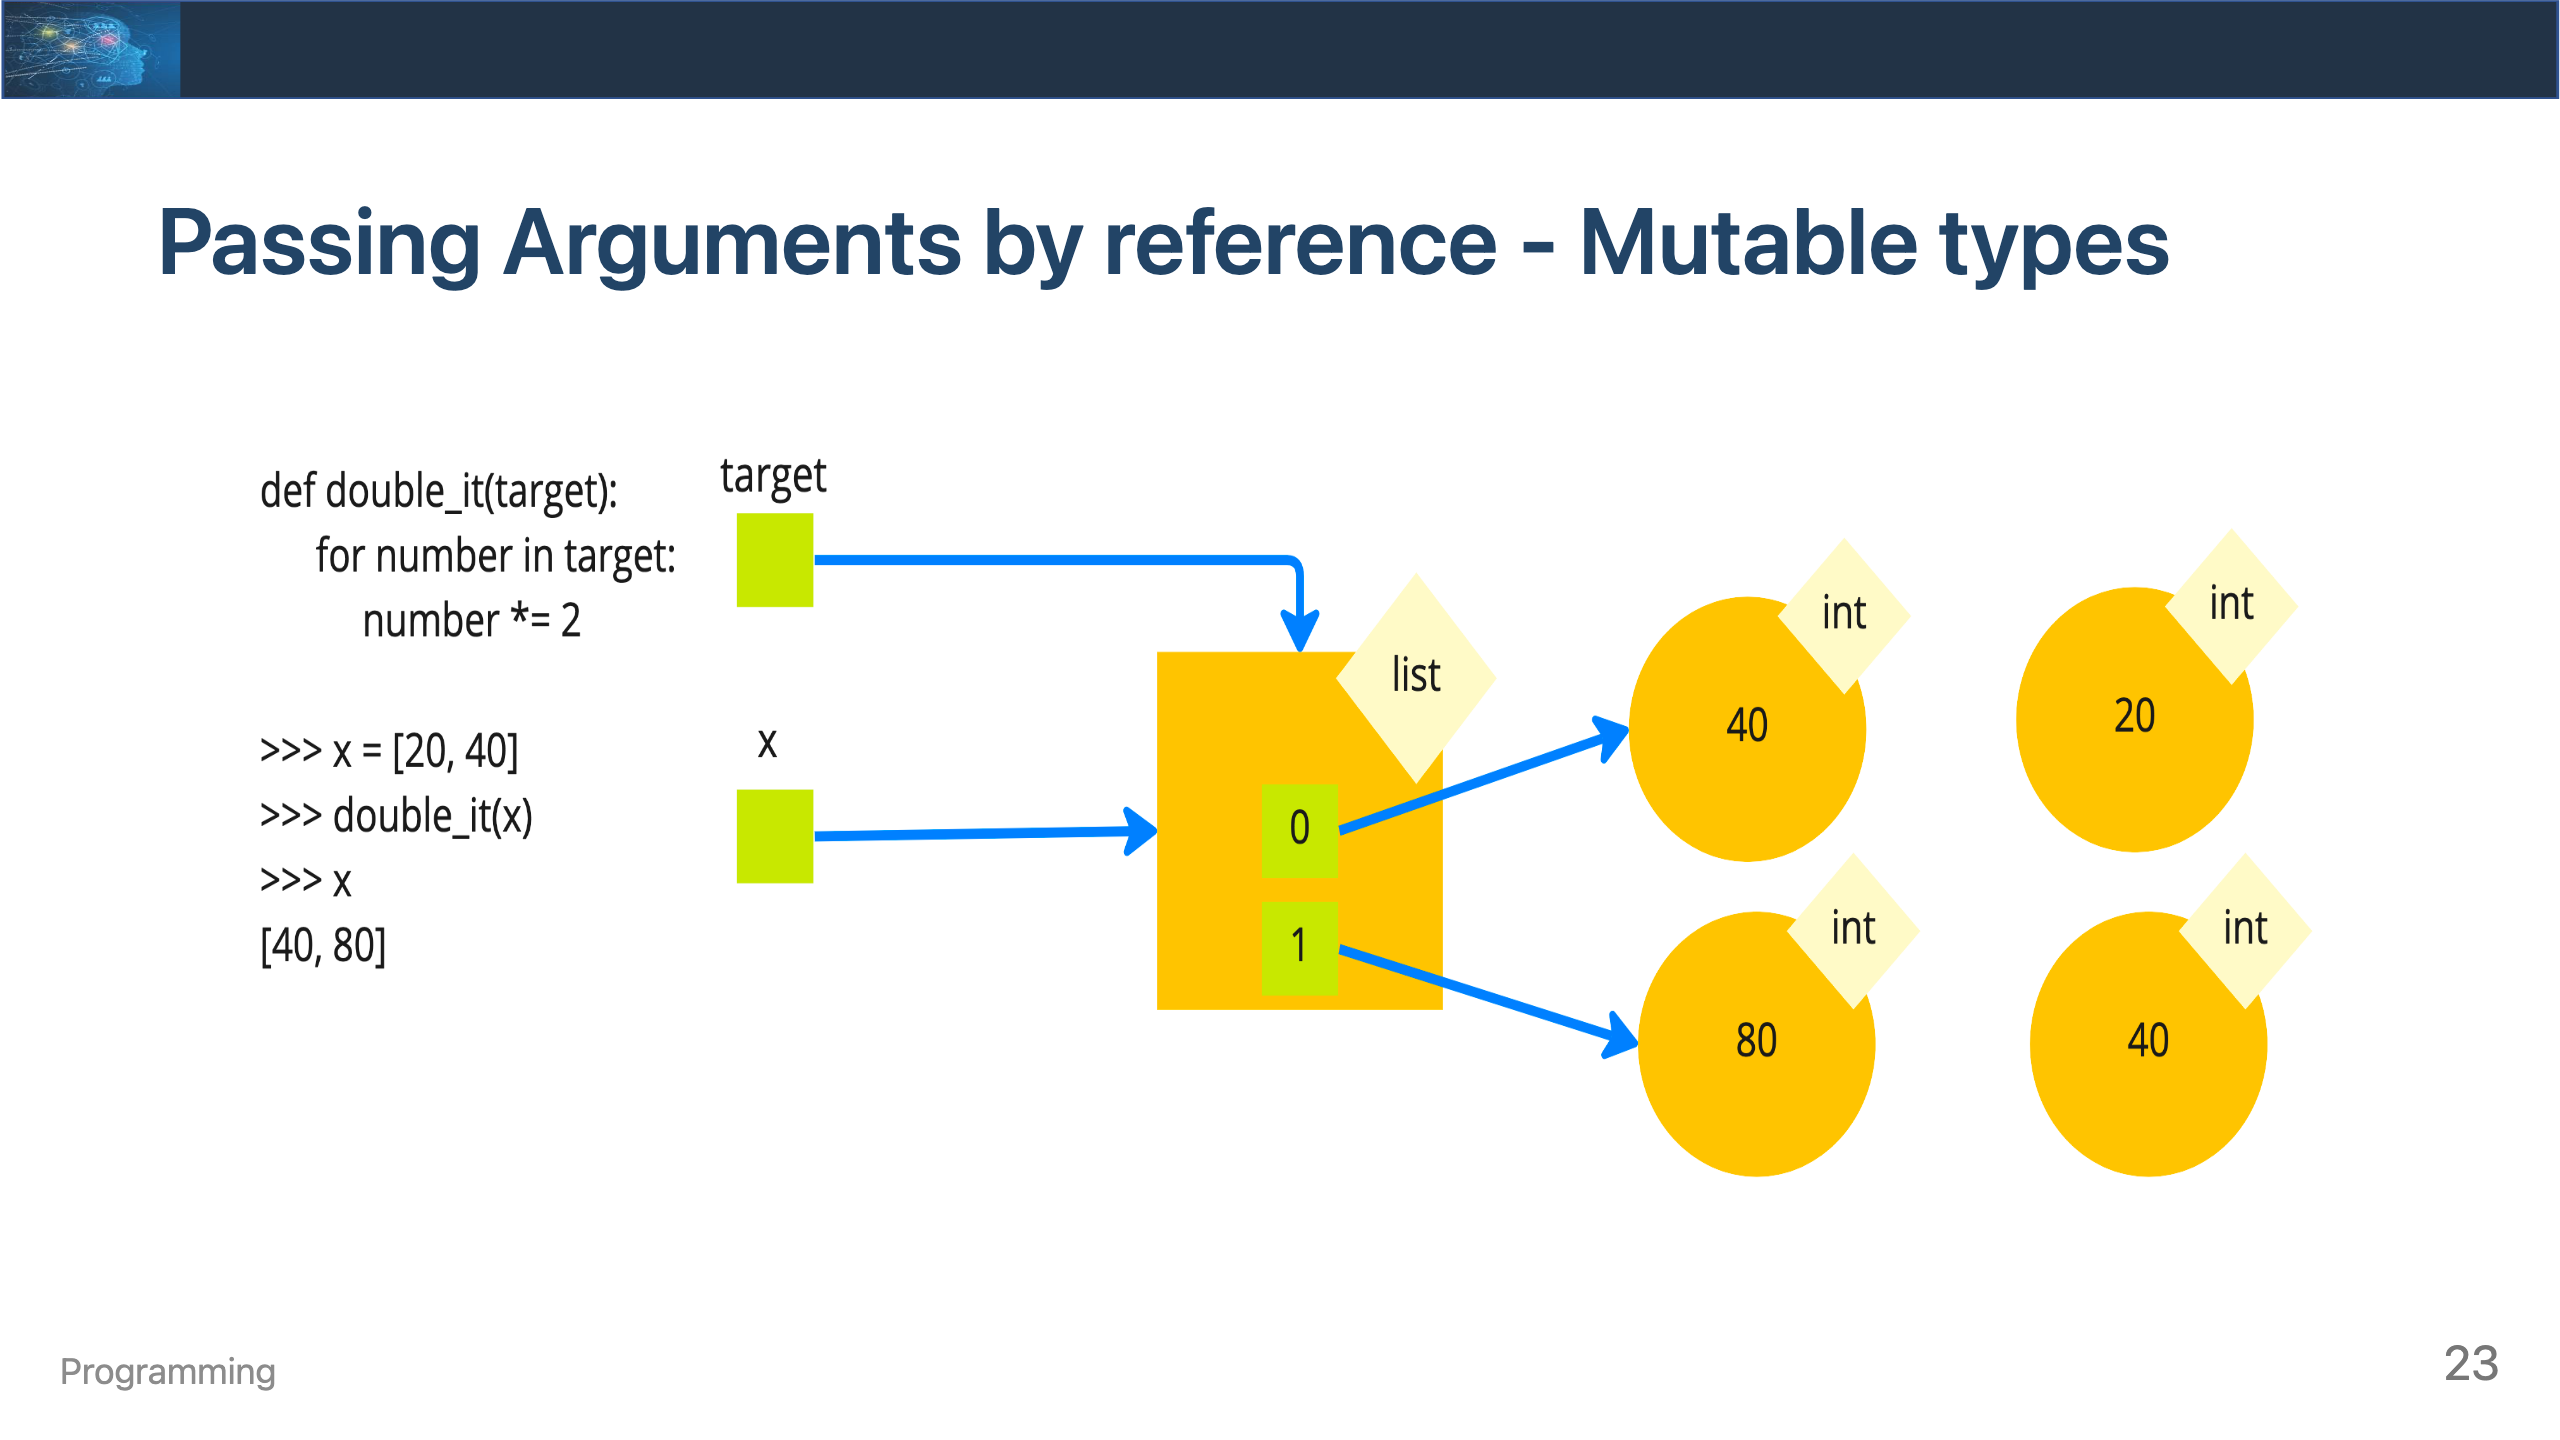 Passing Arguments by reference - Mutable types
def double_it(target):
for number in target:
number *= 2
>>> x = [20, 40]
>>> double_it(x)
>>> x
[40, 80]
target
x
list
0
1
int
40
int
20
int
80
int
40
Programming
23